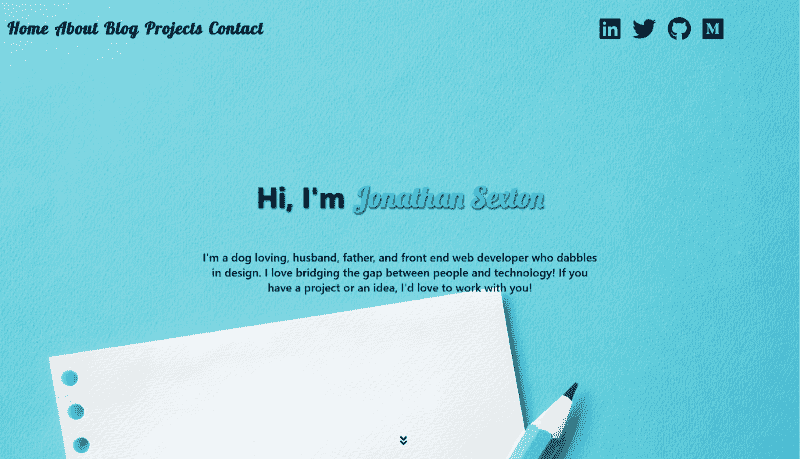 Home About Blog Projects Contact
M
Hi, I'm Jonathan Sexton
I'm a dog loving, husband, father, and front end web developer who dabbles
in design. I love bridging the gap between people and technology! If you
have a project or an idea, I'd love to work with you!